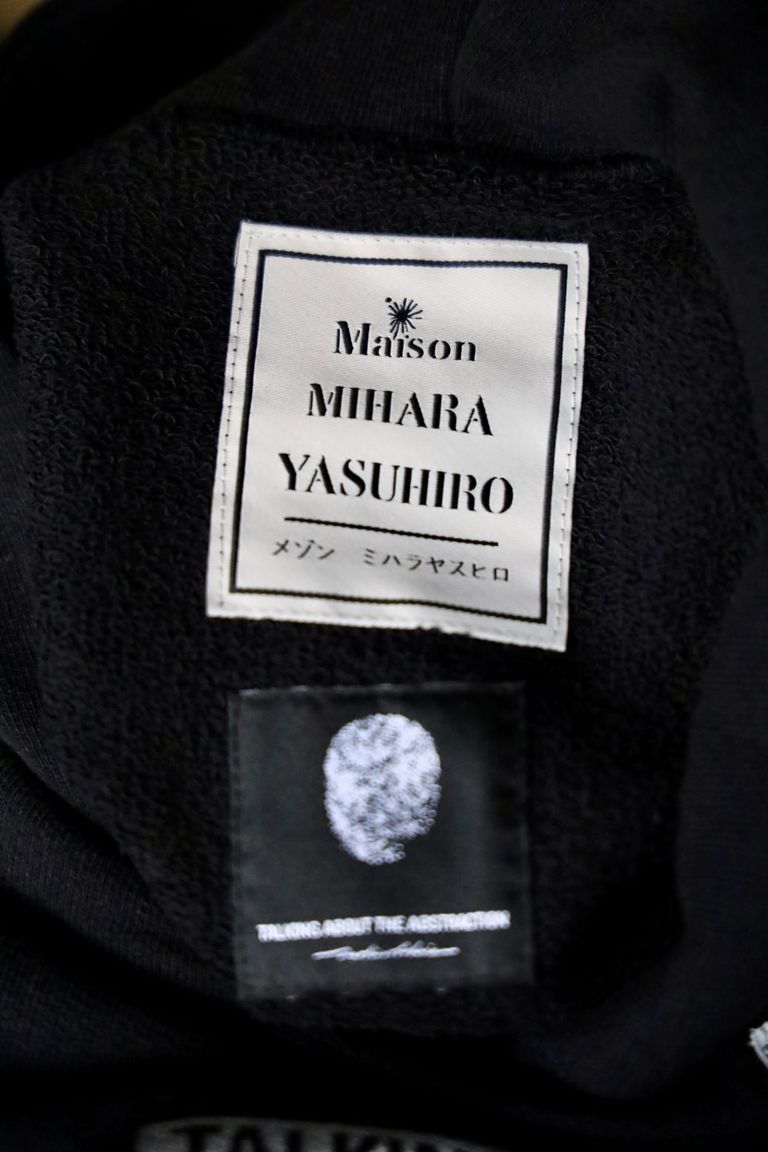 Maison
MIHARA
YASUHIRO
メゾン ミハラヤスヒロ
TALKING ABOUT THE ABSTRACTION